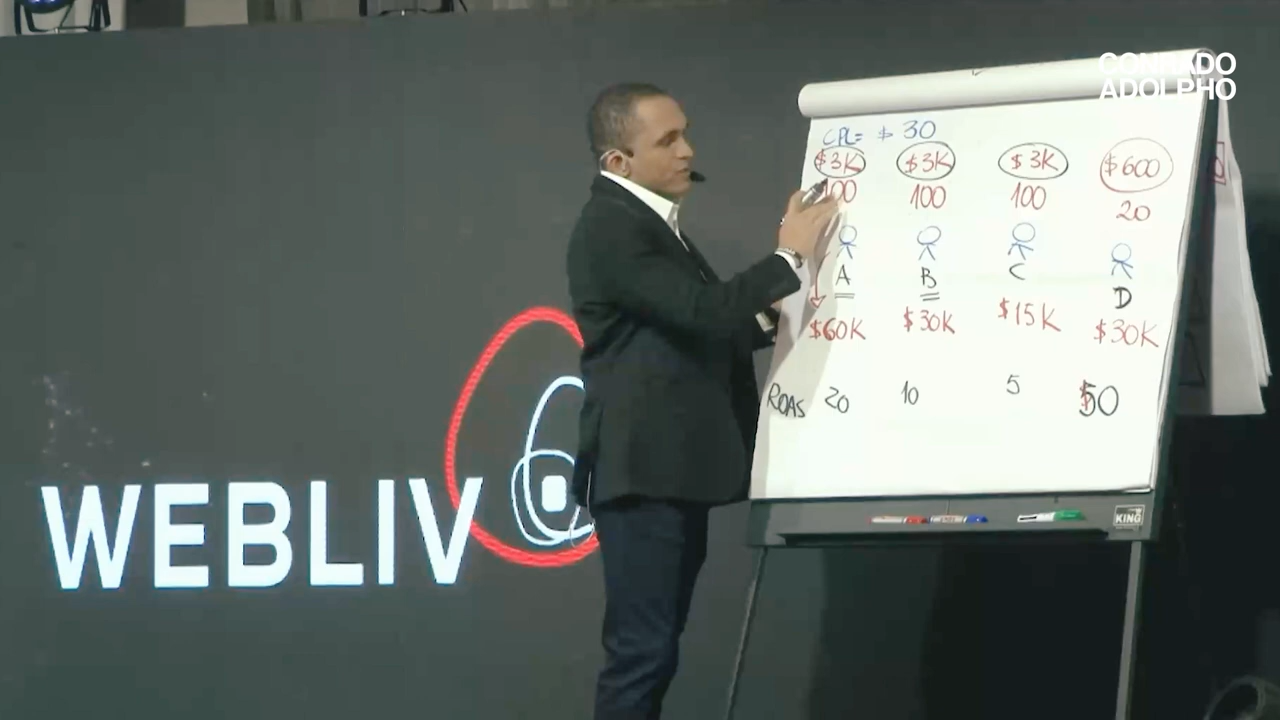 CONRADO
ADOLPHO
CPL= $ 30
$3K $3K $3K $600
100 100 100 20
A B C D
$60K $30K $15K $30K
ROAS 20 10 5 50
WEBLIV
KING